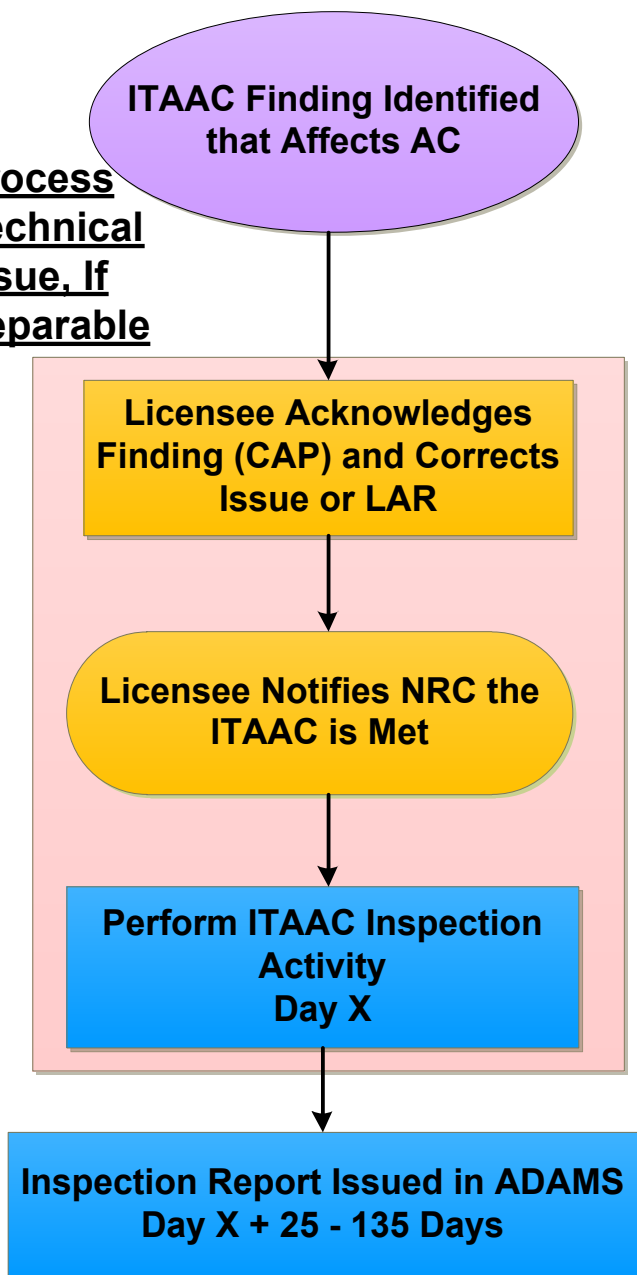 ITAAC Finding Identified
that Affects AC
rocess
echnical
sue, If
eparable
Licensee Acknowledges
Finding (CAP) and Corrects
Issue or LAR
Licensee Notifies NRC the
ITAAC is Met
Perform ITAAC Inspection
Activity
Day X
Inspection Report Issued in ADAMS
Day X + 25 - 135 Days